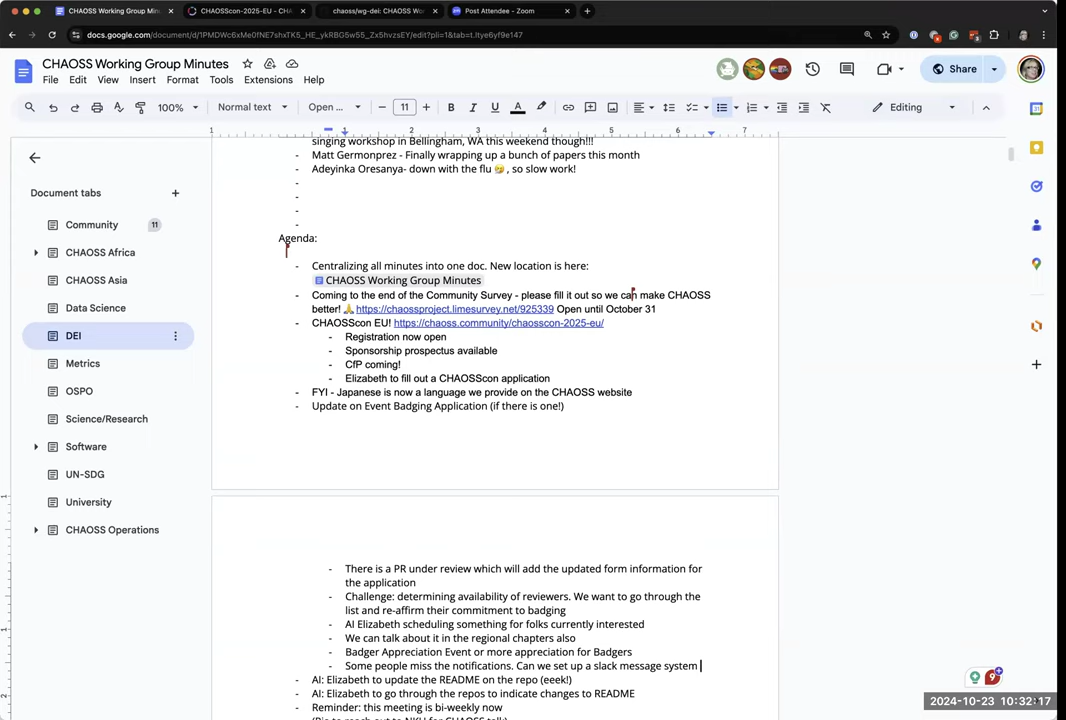 CHAOSS Working Group Min
CHAOSScon-2025-EU - CHA
chaoss/wg-dei: CHAOSS Wo
Post Attendee - Zoom
docs.google.com/document/d/1PMDWc6xMe0fNE7shxTK5_HE_ykRBG5w55_Zx5hvzsEY/edit?pli=1&tab=t.ltye6yf9e147
CHAOSS Working Group Minutes
File Edit View Insert Format Tools Extensions Help
Share
100% Normal text Open ... 11 Editing
1 1 2 3 4 5 6 7
Document tabs
Community 11
CHAOSS Africa
CHAOSS Asia
Data Science
DEI
Metrics
OSPO
Science/Research
Software
UN-SDG
University
CHAOSS Operations
singing workshop in Bellingham, WA this weekend though!!!
- Matt Germonprez - Finally wrapping up a bunch of papers this month
- Adeyinka Oresanya- down with the flu 🤧, so slow work!
-
-
-
-
Agenda:
- Centralizing all minutes into one doc. New location is here:
CHAOSS Working Group Minutes
- Coming to the end of the Community Survey - please fill it out so we can make CHAOSS
better! 🙏 https://chaossproject.limesurvey.net/925339 Open until October 31
- CHAOSScon EU! https://chaoss.community/chaosscon-2025-eu/
- Registration now open
- Sponsorship prospectus available
- CfP coming!
- Elizabeth to fill out a CHAOSScon application
- FYI - Japanese is now a language we provide on the CHAOSS website
- Update on Event Badging Application (if there is one!)
- There is a PR under review which will add the updated form information for
the application
- Challenge: determining availability of reviewers. We want to go through the
list and re-affirm their commitment to badging
- AI Elizabeth scheduling something for folks currently interested
- We can talk about it in the regional chapters also
- Badger Appreciation Event or more appreciation for Badgers
- Some people miss the notifications. Can we set up a slack message system
- AI: Elizabeth to update the README on the repo (eeek!)
- AI: Elizabeth to go through the repos to indicate changes to README
- Reminder: this meeting is bi-weekly now
9
2024-10-23 10:32:17